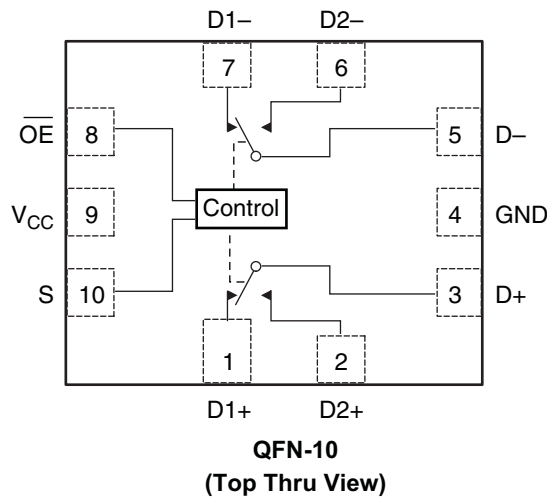 D1– D2–
7 6
OE 8 5 D–
VCC 9 Control 4 GND
S 10 3 D+
1 2
D1+ D2+
QFN-10
(Top Thru View)